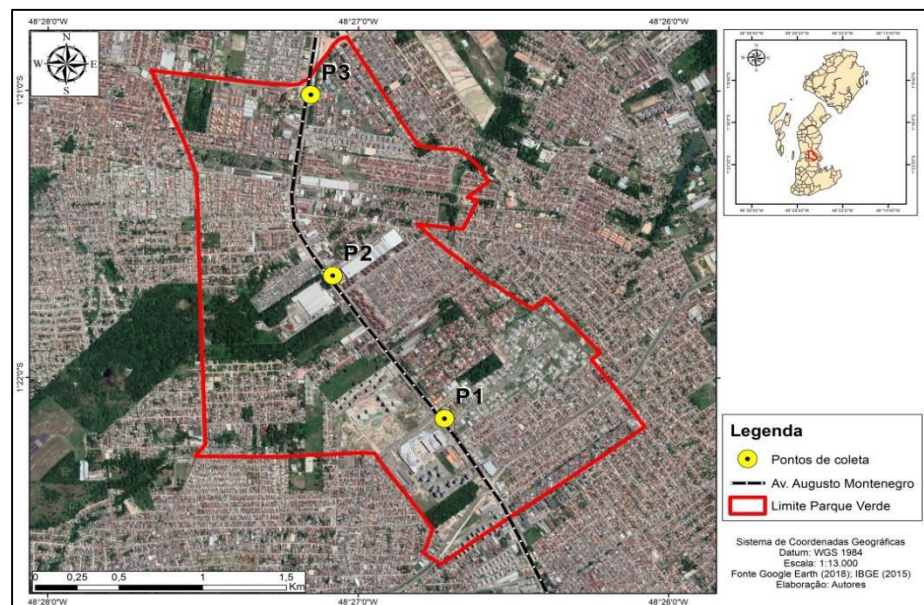 48°28'0"W 48°27'0"W 48°26'0"W
N
W E
S
1°21'0"S
1°22'0"S
P3
P2
P1
0 0,25 0,5 1 1,5
Km
48°28'0"W 48°27'0"W 48°26'0"W
N
W E
S
Legenda
Pontos de coleta
Av. Augusto Montenegro
Limite Parque Verde
Sistema de Coordenadas Geográficas
Datum: WGS 1984
Escala: 1:13.000
Fonte Google Earth (2018); IBGE (2015)
Elaboração: Autores